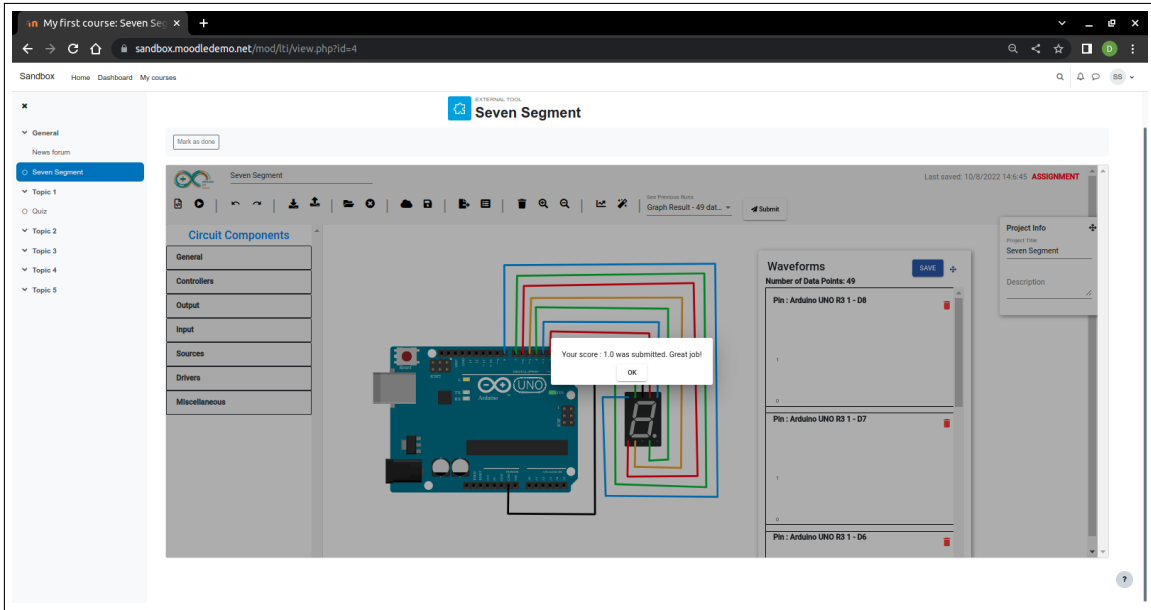 My first course: Seven Seg
sandbox.moodledemo.net/mod/lti/view.php?id=4
D
Sandbox
Home
Dashboard
My courses
SS
General
News forum
Seven Segment
Topic 1
Quiz
Topic 2
Topic 3
Topic 4
Topic 5
EXTERNAL TOOL
Seven Segment
Mark as done
Seven Segment
Last saved: 10/8/2022 14:6:45 ASSIGNMENT
Graph Result - 49 dat...
Submit
Circuit Components
General
Controllers
Output
Input
Sources
Drivers
Miscellaneous
RESET
UNO
Arduino
Your score : 1.0 was submitted. Great job!
OK
Waveforms
SAVE
Number of Data Points: 49
Pin : Arduino UNO R3 1 - D8
1
0
Pin : Arduino UNO R3 1 - D7
1
0
Pin : Arduino UNO R3 1 - D6
Project Info
Project Title
Seven Segment
Description
?